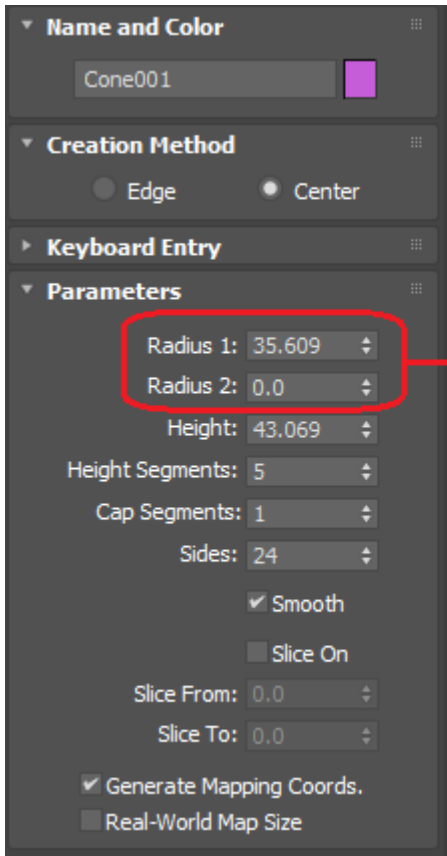 Name and Color
Cone001
Creation Method
Edge Center
Keyboard Entry
Parameters
Radius 1: 35.609
Radius 2: 0.0
Height: 43.069
Height Segments: 5
Cap Segments: 1
Sides: 24
Smooth
Slice On
Slice From: 0.0
Slice To: 0.0
Generate Mapping Coords.
Real-World Map Size